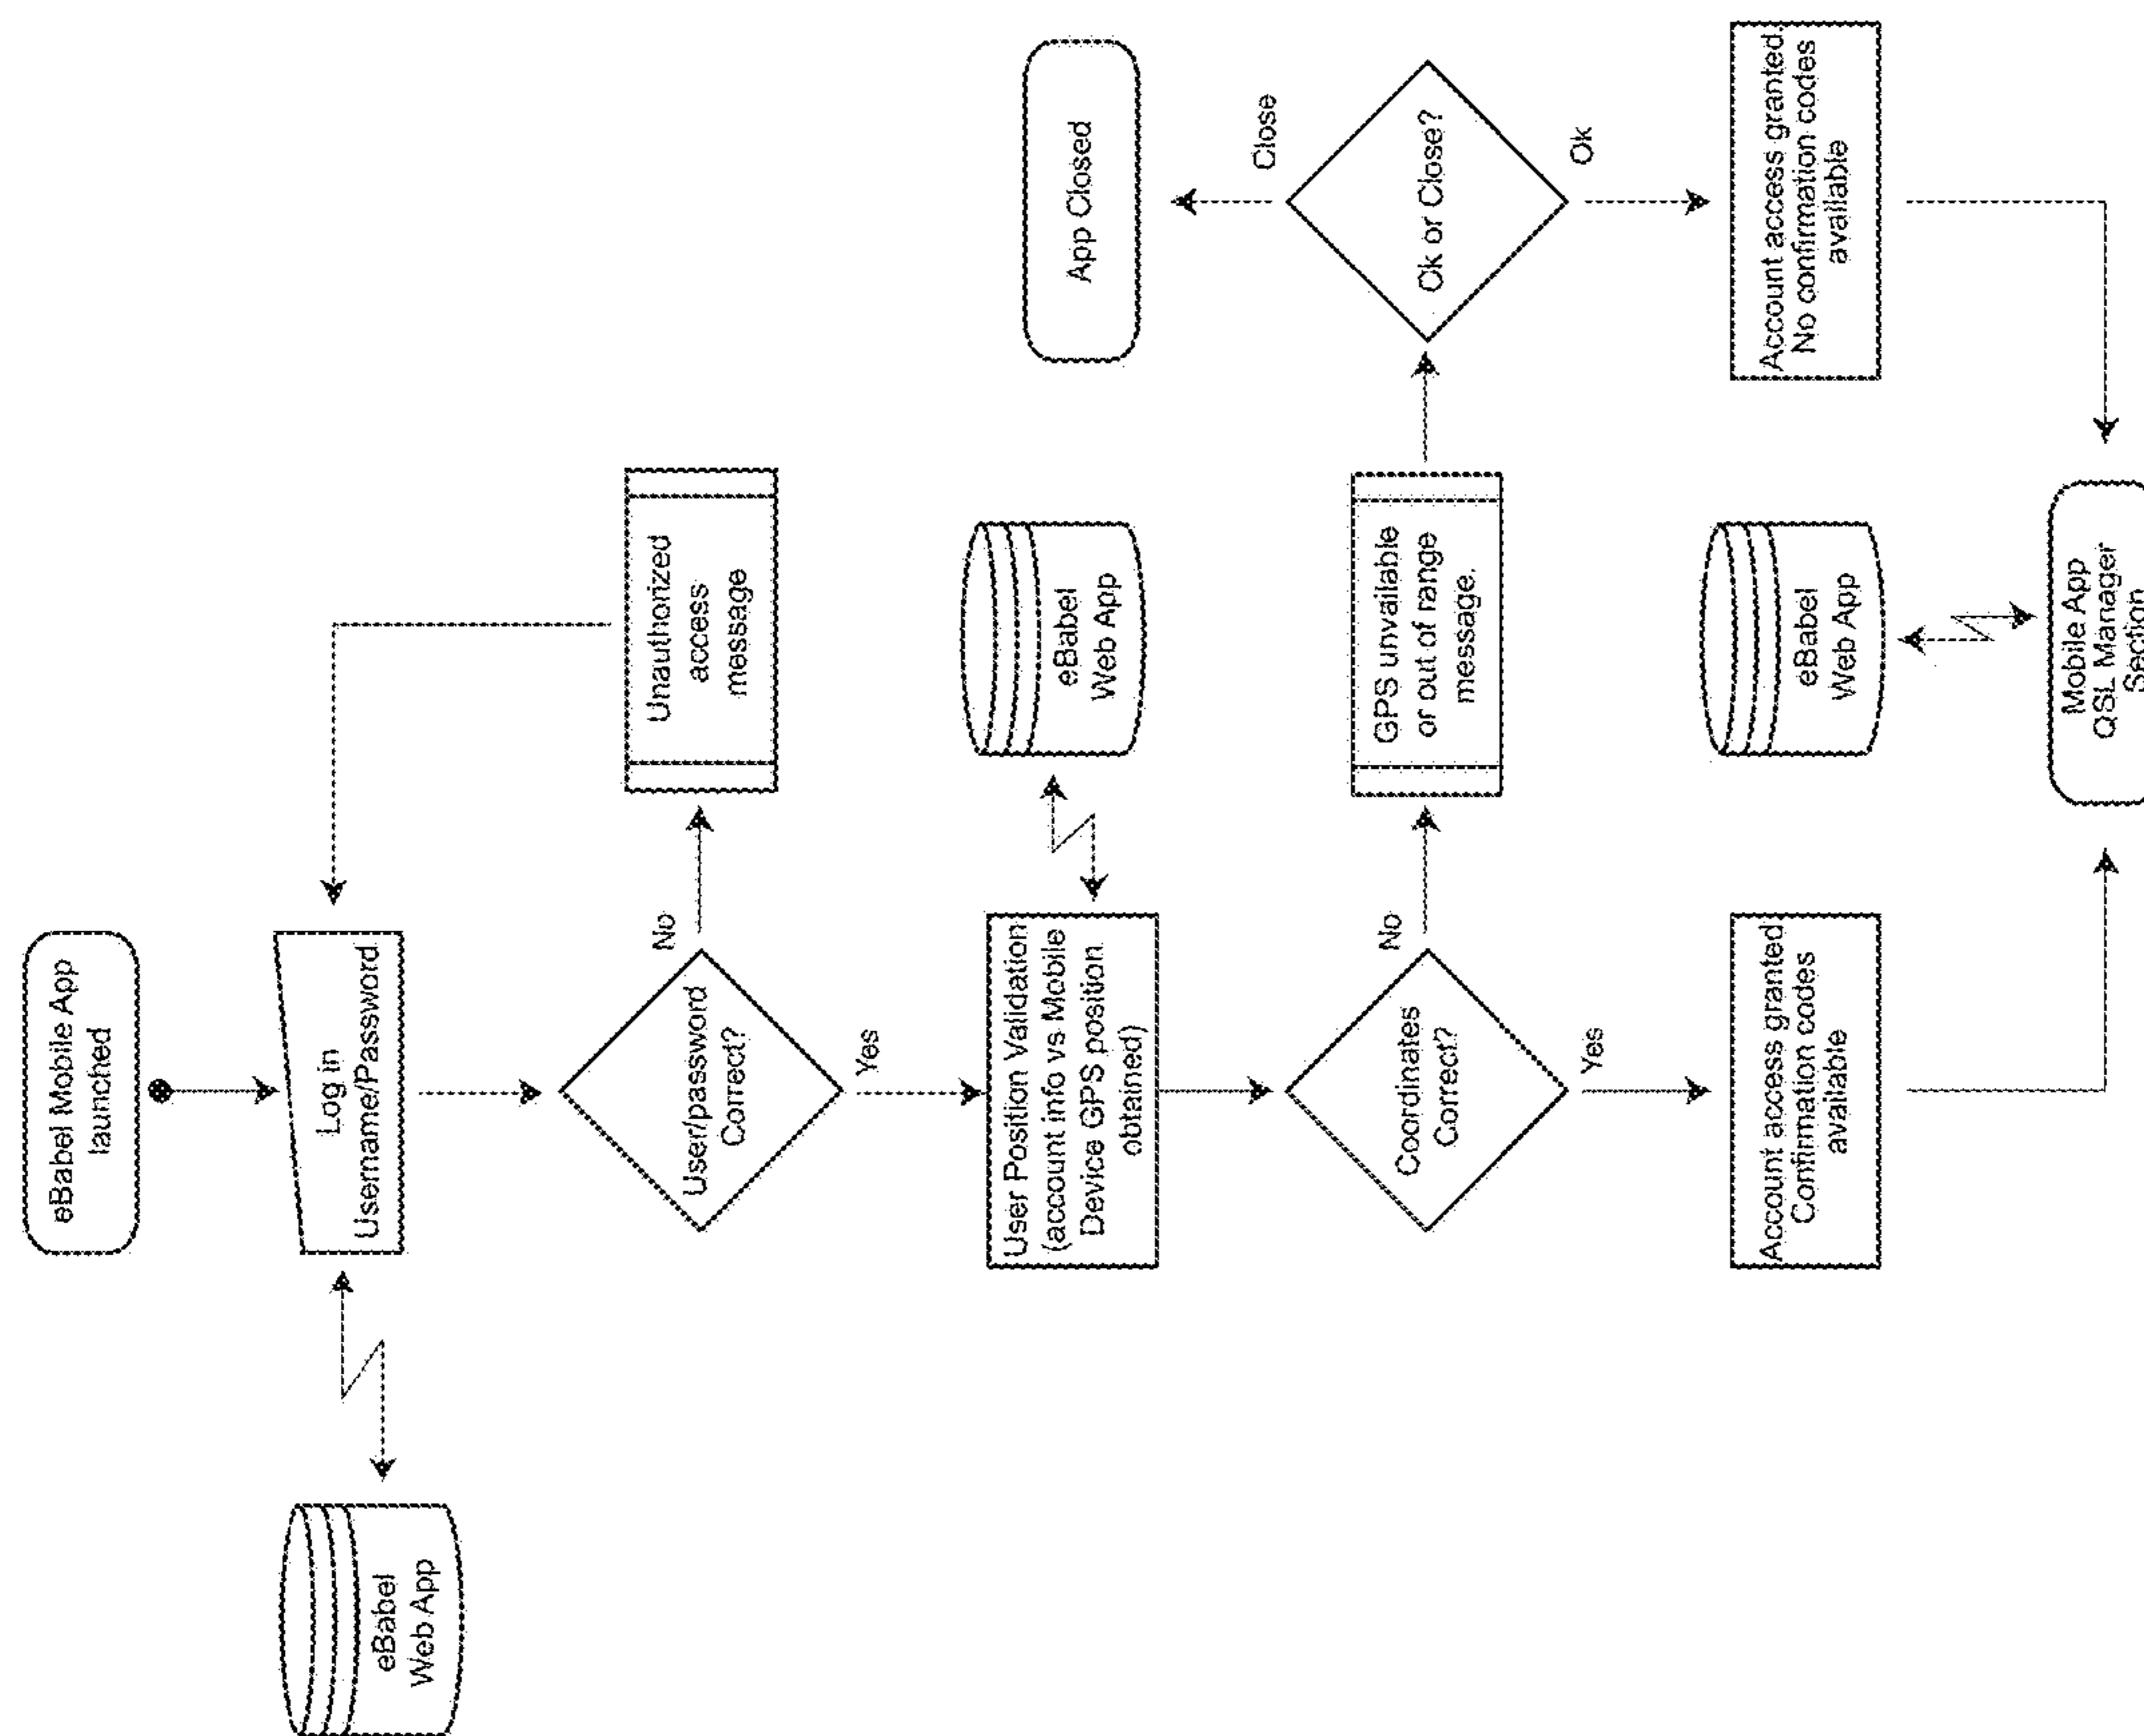 eBabel Mobile App
launched
eBabel
Web App
Log in
Username/Password
User/password
Correct?
No
Unauthorized
access
message
Yes
User Position Validation
(account info vs Mobile
Device GPS position
obtained)
eBabel
Web App
Coordinates
Correct?
No
GPS unvailable
or out of range
message.
Ok or Close?
Close
App Closed
Ok
Account access granted.
No confirmation codes
available
Yes
Account access granted
Confirmation codes
available
eBabel
Web App
Mobile App
QSL Manager
Section